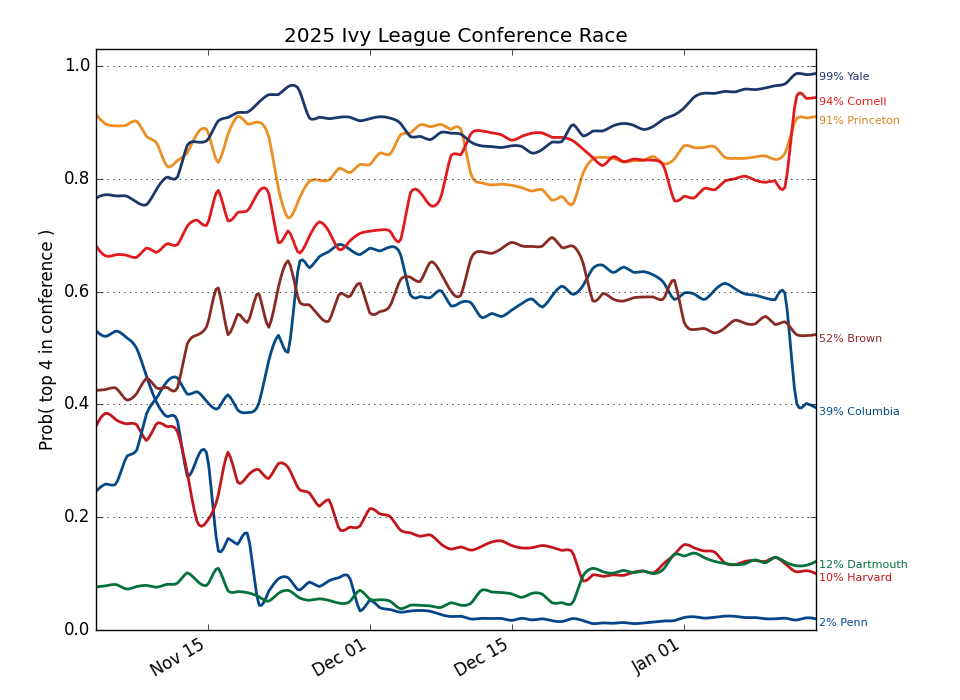 2025 Ivy League Conference Race
Prob( top 4 in conference )
1.0
0.8
0.6
0.4
0.2
0.0
Nov 15
Dec 01
Dec 15
Jan 01
99% Yale
94% Cornell
91% Princeton
52% Brown
39% Columbia
12% Dartmouth
10% Harvard
2% Penn